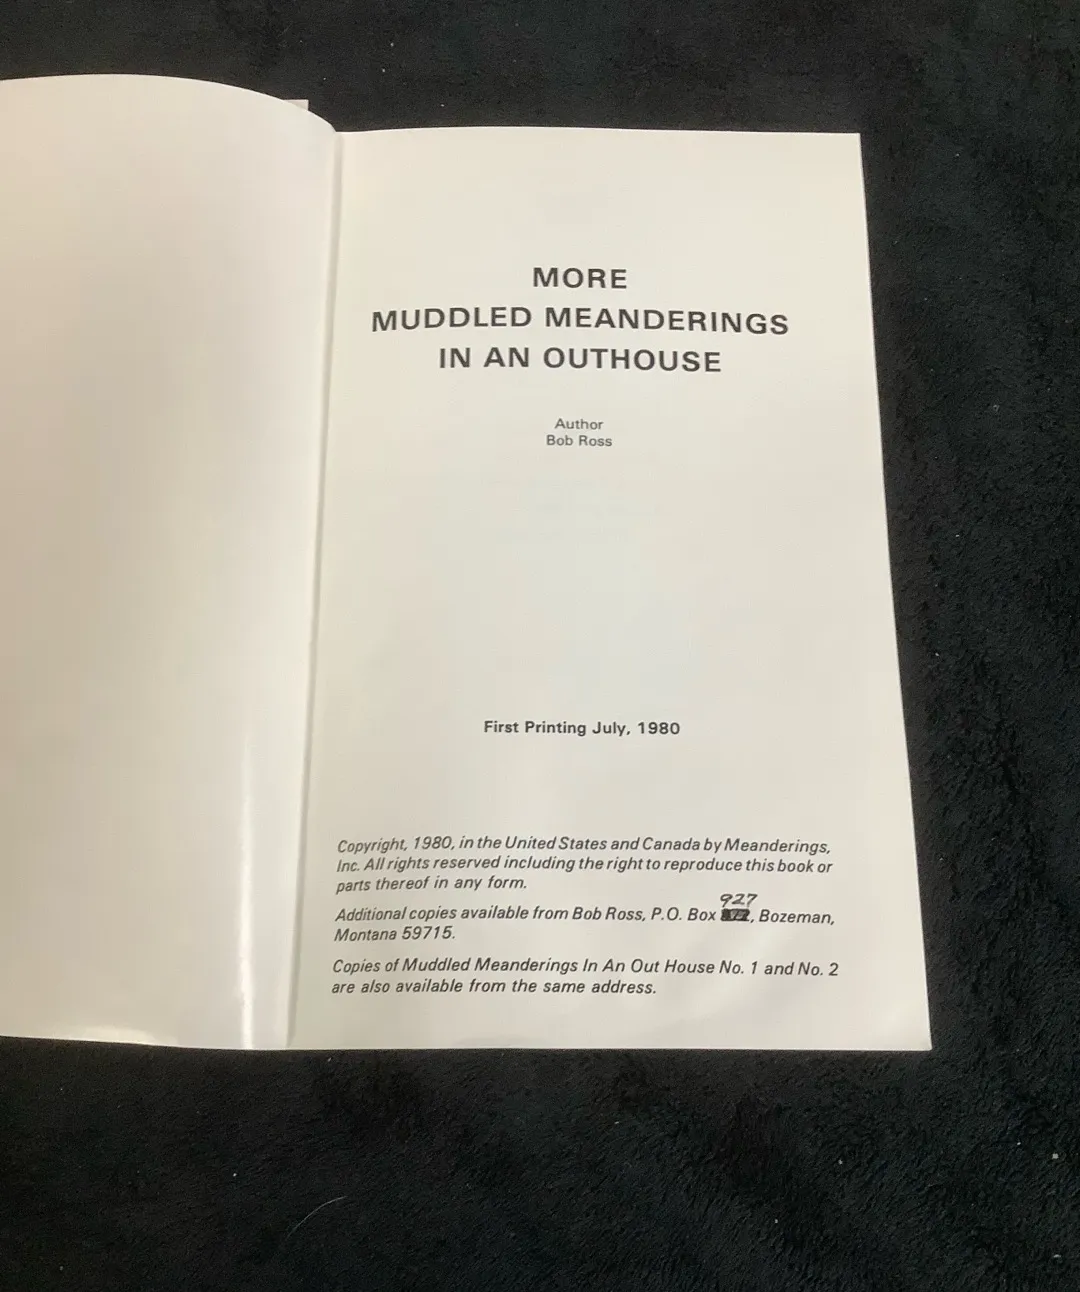 MORE
MUDDLED MEANDERINGS
IN AN OUTHOUSE
Author
Bob Ross
First Printing July, 1980
Copyright, 1980, in the United States and Canada by Meanderings,
Inc. All rights reserved including the right to reproduce this book or
parts thereof in any form.
927
Additional copies available from Bob Ross, P.O. Box , Bozeman,
Montana 59715.
Copies of Muddled Meanderings In An Out House No. 1 and No. 2
are also available from the same address.